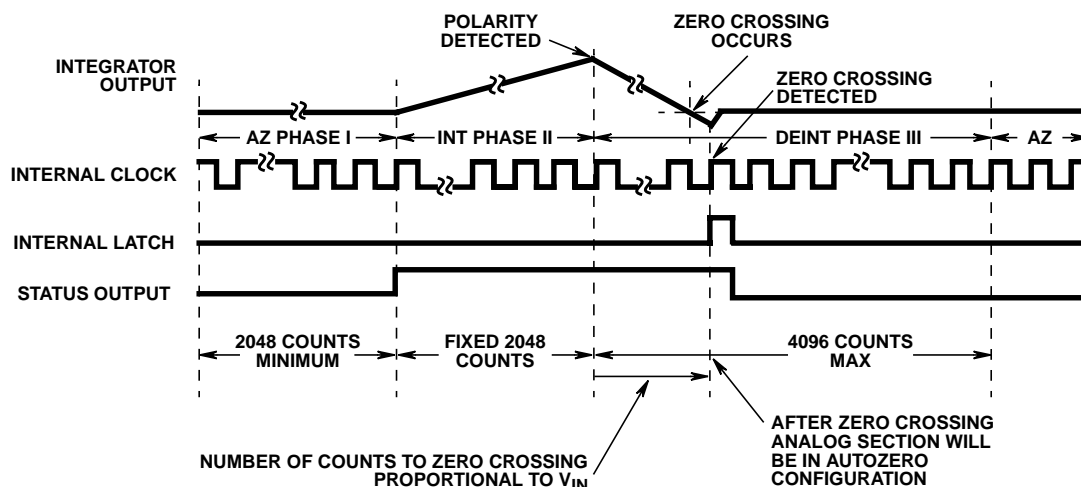 POLARITY
DETECTED
ZERO CROSSING
OCCURS
INTEGRATOR
OUTPUT
ZERO CROSSING
DETECTED
AZ PHASE I
INT PHASE II
DEINT PHASE III
AZ
INTERNAL CLOCK
INTERNAL LATCH
STATUS OUTPUT
2048 COUNTS
MINIMUM
FIXED 2048
COUNTS
4096 COUNTS
MAX
NUMBER OF COUNTS TO ZERO CROSSING
PROPORTIONAL TO VIN
AFTER ZERO CROSSING
ANALOG SECTION WILL
BE IN AUTOZERO
CONFIGURATION